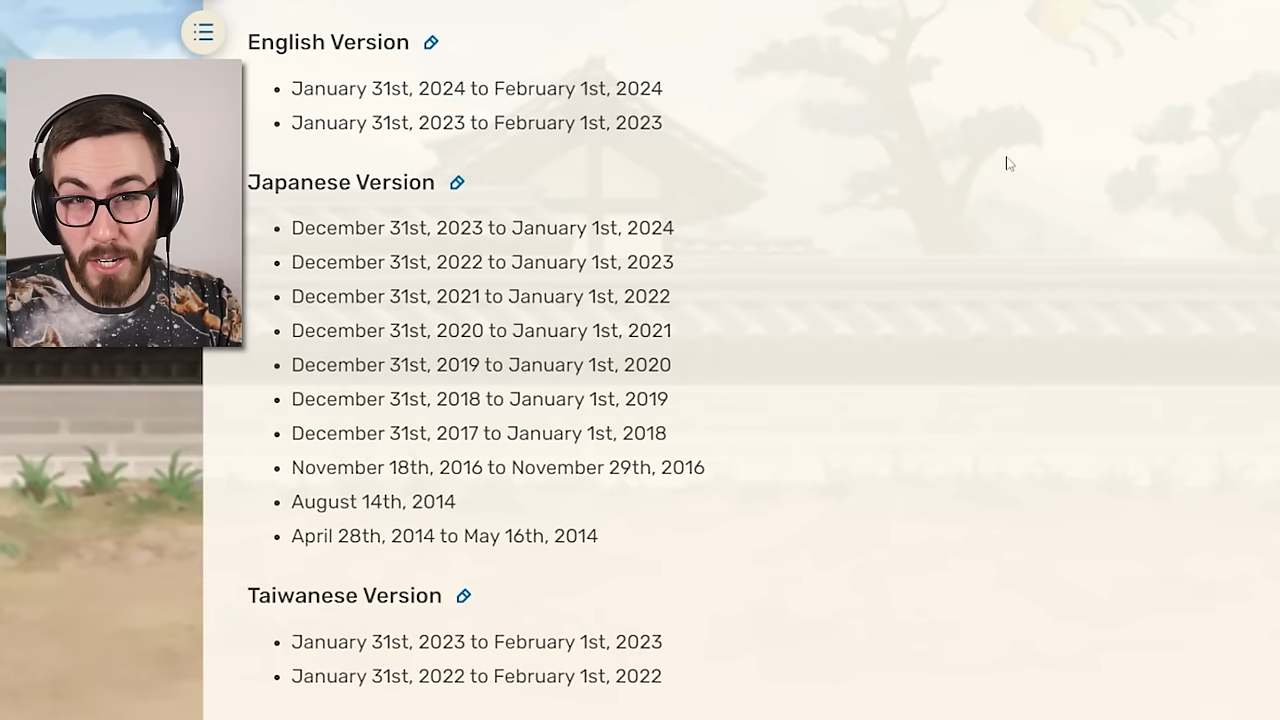 English Version
January 31st, 2024 to February 1st, 2024
January 31st, 2023 to February 1st, 2023
Japanese Version
December 31st, 2023 to January 1st, 2024
December 31st, 2022 to January 1st, 2023
December 31st, 2021 to January 1st, 2022
December 31st, 2020 to January 1st, 2021
December 31st, 2019 to January 1st, 2020
December 31st, 2018 to January 1st, 2019
December 31st, 2017 to January 1st, 2018
November 18th, 2016 to November 29th, 2016
August 14th, 2014
April 28th, 2014 to May 16th, 2014
Taiwanese Version
January 31st, 2023 to February 1st, 2023
January 31st, 2022 to February 1st, 2022